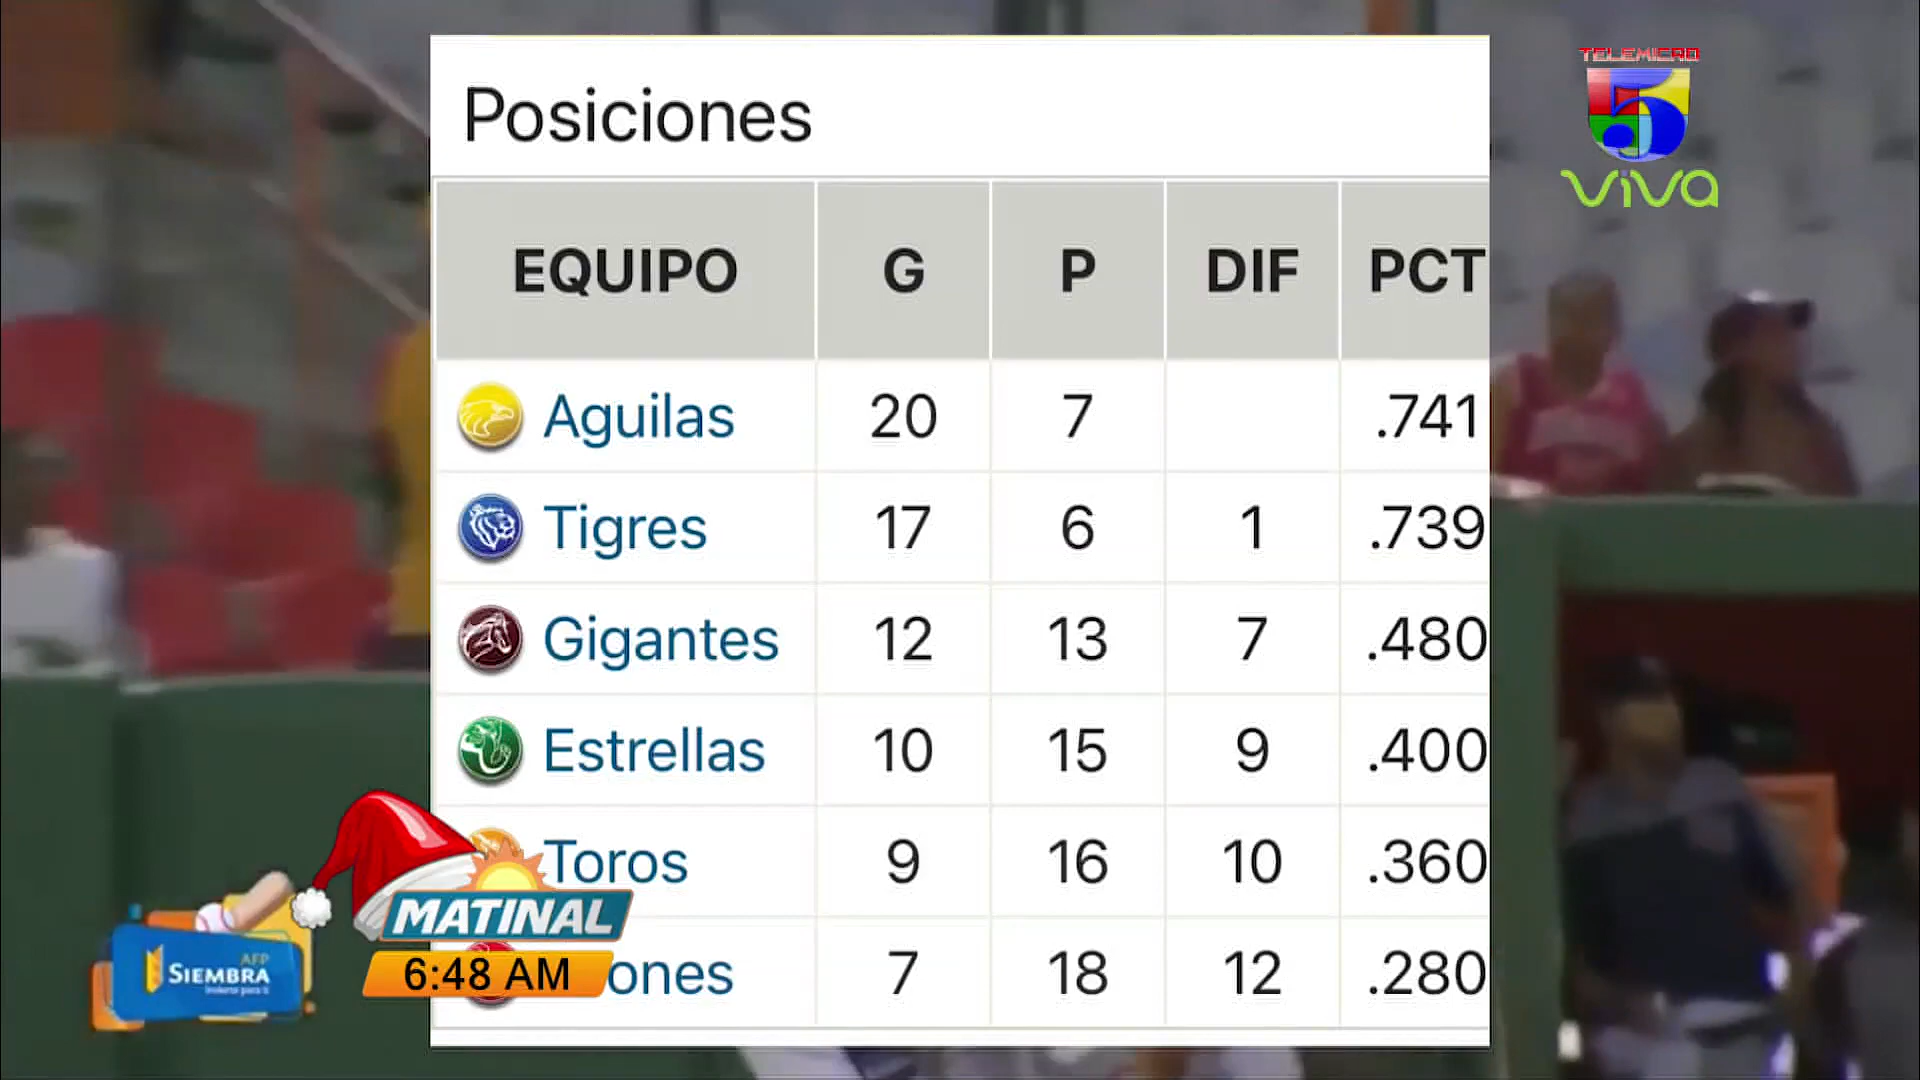 Posiciones
TELEMICRO
5
VIVA
EQUIPO G P DIF PCT
Aguilas 20 7 .741
Tigres 17 6 1 .739
Gigantes 12 13 7 .480
Estrellas 10 15 9 .400
Toros 9 16 10 .360
MATINAL
ones 7 18 12 .280
6:48 AM
AFP
SIEMBRA